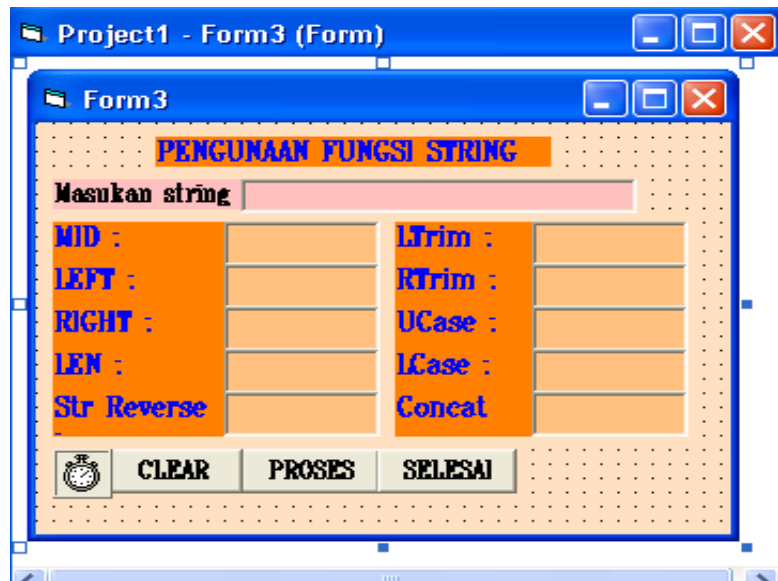 Project1 - Form3 (Form)
Form3
PENGUNAAN FUNGSI STRING
Masukan string
MID :
LTrim :
LEFT :
RTrim :
RIGHT :
UCase :
LEN :
LCase :
Str Reverse
Concat
CLEAR PROSES SELESAI